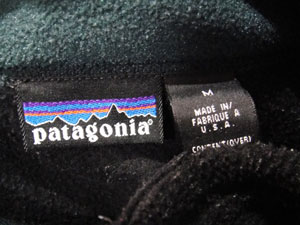 patagonia®
M
MADE IN/
FABRIQUE A
U.S.A.
CONTENT(OVER)